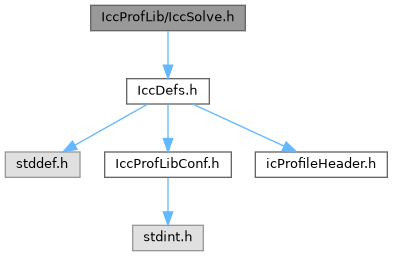 IccProfLib/IccSolve.h
IccDefs.h
stddef.h
IccProfLibConf.h
icProfileHeader.h
stdint.h